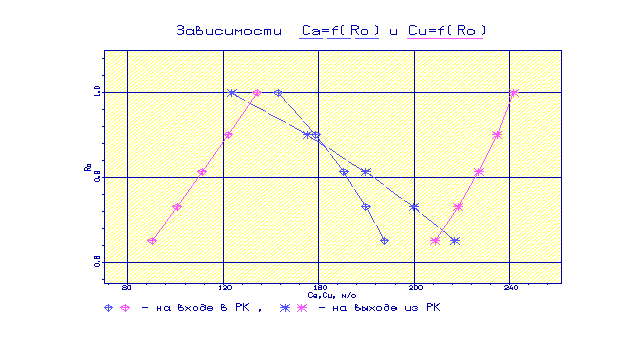 Зависимости Ca=f(Ro) и Cu=f(Ro)
1.0
Ro
0.8
0.8
80 120 160 200 240
Ca,Cu, м/с
- на входе в РК , - на выходе из РК